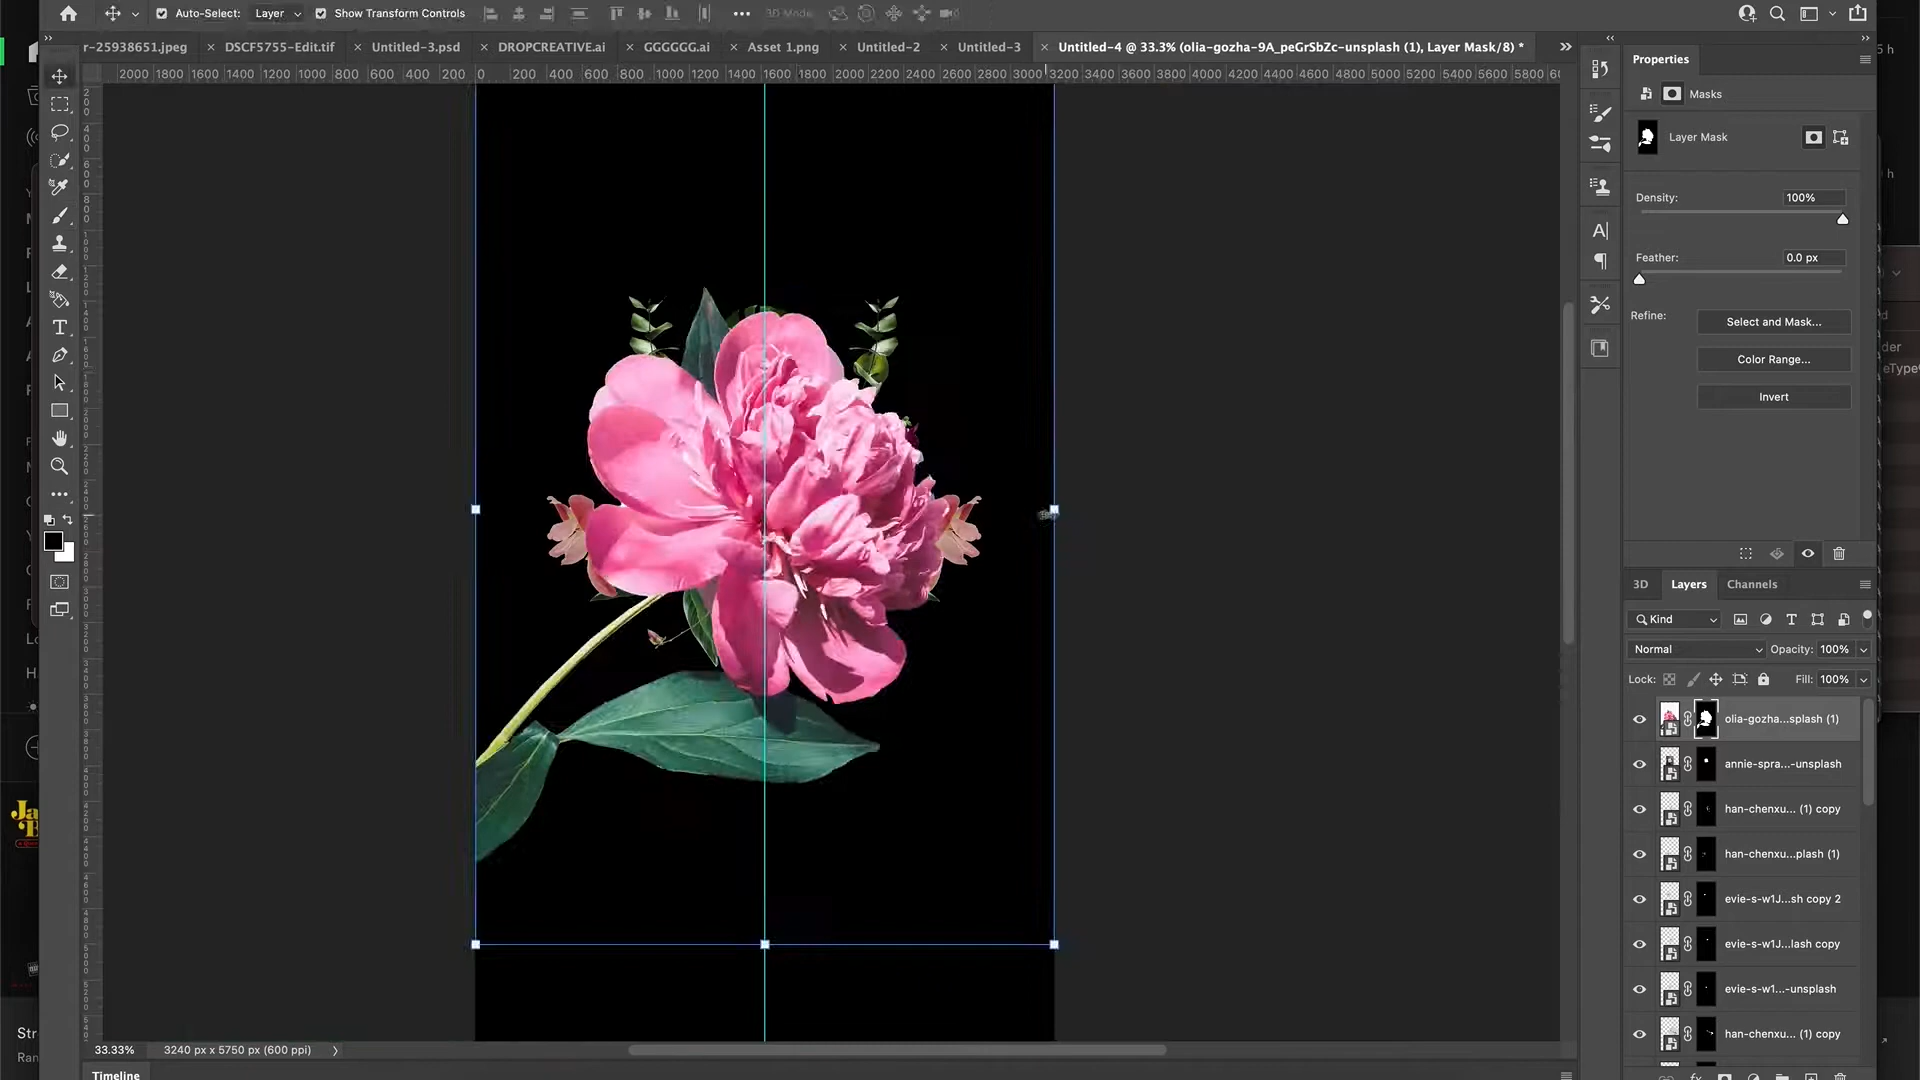 Auto-Select: Layer Show Transform Controls 3D Mode
r-25938651.jpeg × DSCF5755-Edit.tif × Untitled-3.psd × DROPCREATIVE.ai × GGGGGG.ai × Asset 1.png × Untitled-2 × Untitled-3 × Untitled-4 @ 33.3% (olia-gozha-9A_peGrSbZc-unsplash (1), Layer Mask/8) *
2000 1800 1600 1400 1200 1000 800 600 400 200 0 200 400 600 800 1000 1200 1400 1600 1800 2000 2200 2400 2600 2800 3000 3200 3400 3600 3800 4000 4200 4400 4600 4800 5000 5200 5400 5600 5800
Properties
Masks
Layer Mask
Density: 100%
Feather: 0.0 px
Refine: Select and Mask...
Color Range...
Invert
3D Layers Channels
Kind
Normal Opacity: 100%
Lock: Fill: 100%
olia-gozha...splash (1)
annie-spra...-unsplash
han-chenxu... (1) copy
han-chenxu...plash (1)
evie-s-w1J...sh copy 2
evie-s-w1J...lash copy
evie-s-w1...-unsplash
han-chenxu... (1) copy
33.33% 3240 px x 5750 px (600 ppi)
Timeline
Str
Ran